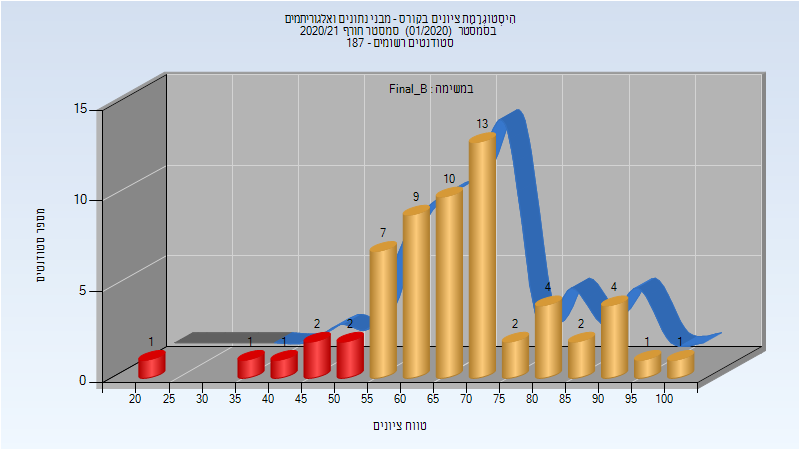 היסטוגרמת ציונים בקורס - מבני נתונים ואלגוריתמים
בסמסטר (01/2020) סמסטר חורף 2020/21
סטודנטים רשומים - 187
במשימה : Final_B
מספר סטודנטים
15
10
5
0
1
1
1
2
2
7
9
10
13
2
4
2
4
1
1
20 25 30 35 40 45 50 55 60 65 70 75 80 85 90 95 100
טווח ציונים